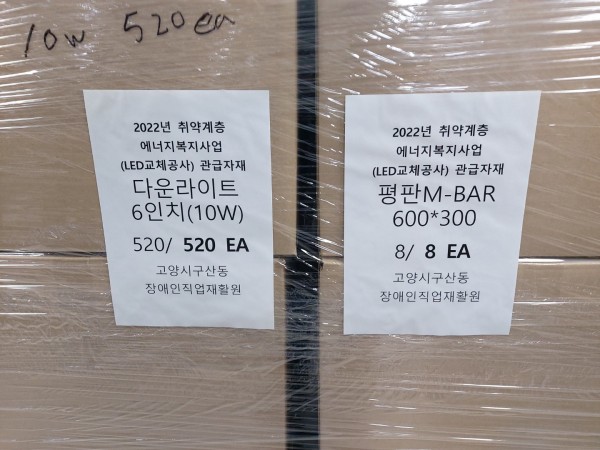 10w 520ea
2022년 취약계층
에너지복지사업
(LED교체공사) 관급자재
다운라이트
6인치(10W)
520/ 520 EA
고양시구산동
장애인직업재활원
2022년 취약계층
에너지복지사업
(LED교체공사) 관급자재
평판M-BAR
600*300
8/ 8 EA
고양시구산동
장애인직업재활원